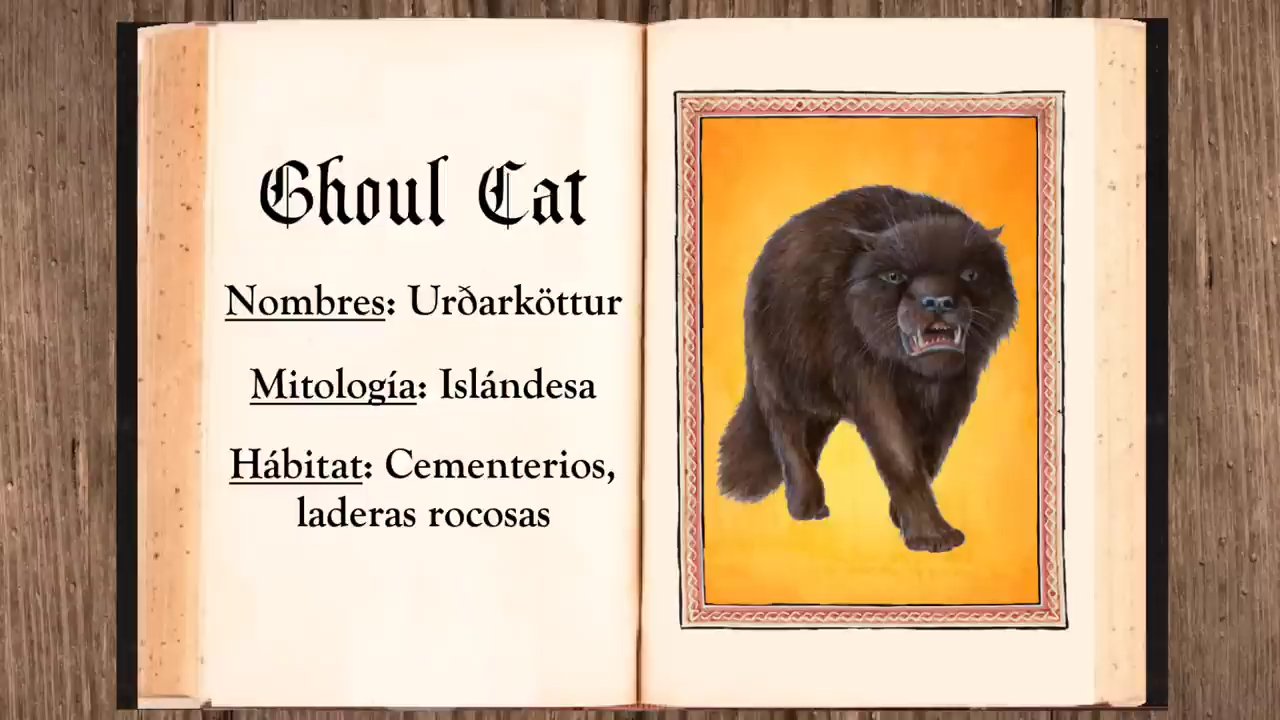 Ghoul Cat
Nombres: Urðarköttur
Mitología: Islándesa
Hábitat: Cementerios,
laderas rocosas